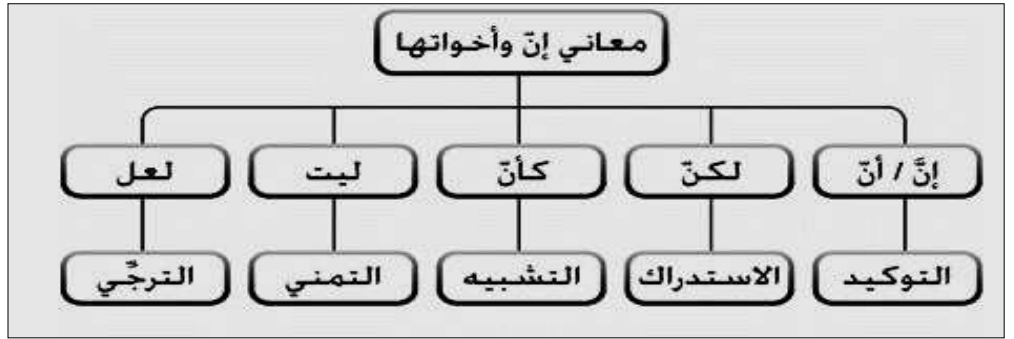 معاني إنّ وأخواتها
إنَّ / أنّ
لكنّ
كأنّ
ليت
لعل
التوكيد
الاستدراك
التشبيه
التمني
الترجِّي